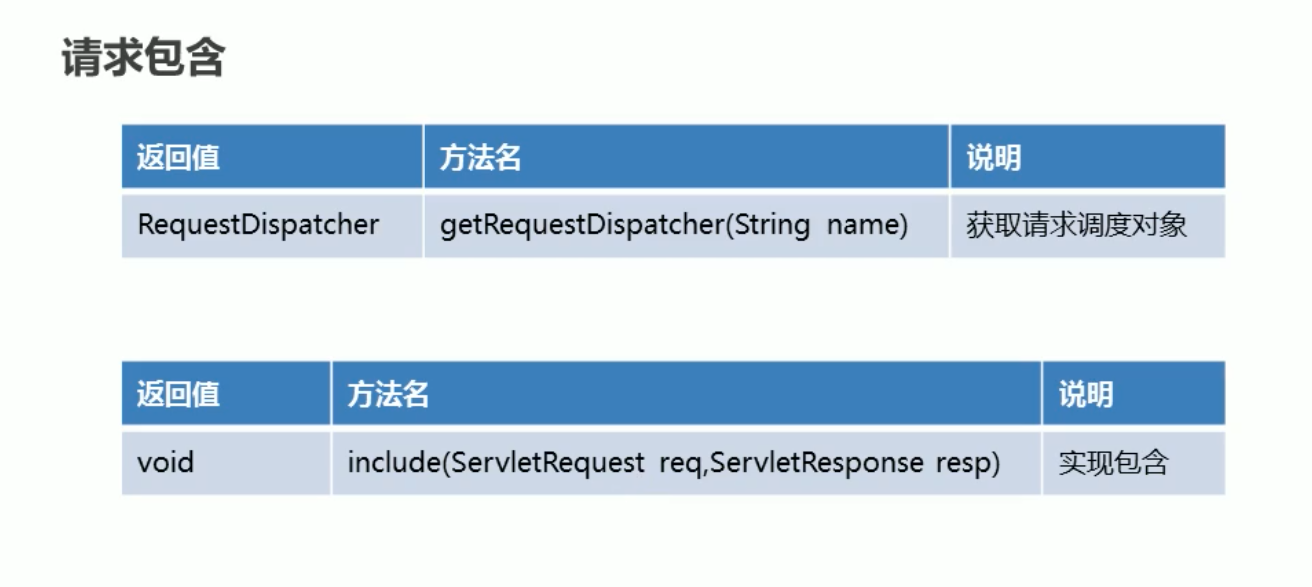 请求包含
返回值 方法名 说明
RequestDispatcher getRequestDispatcher(String name) 获取请求调度对象
返回值 方法名 说明
void include(ServletRequest req,ServletResponse resp) 实现包含